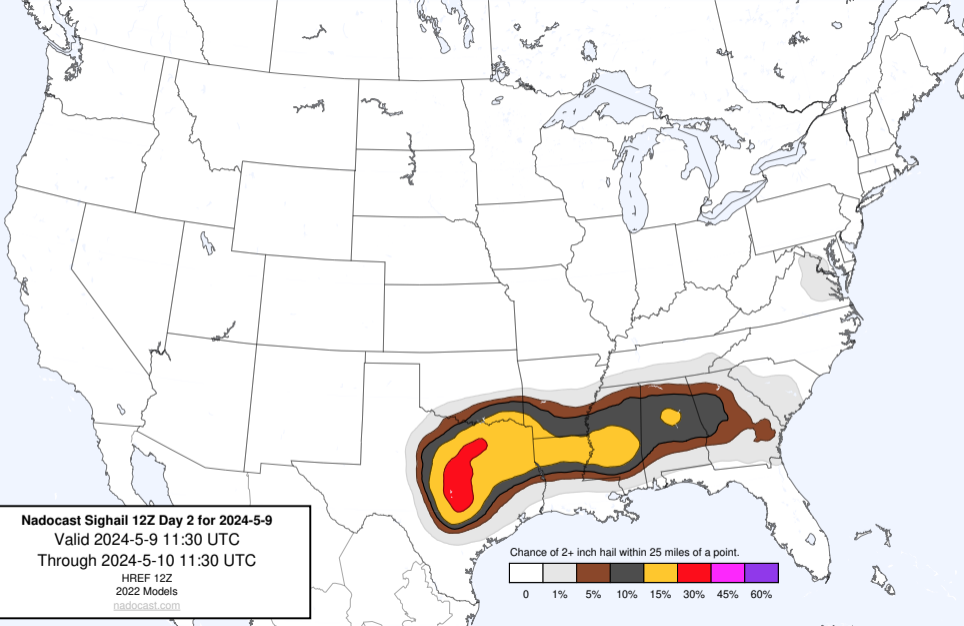 Nadocast Sighail 12Z Day 2 for 2024-5-9
Valid 2024-5-9 11:30 UTC
Through 2024-5-10 11:30 UTC
HREF 12Z
2022 Models
nadocast.com
Chance of 2+ inch hail within 25 miles of a point.
0 1% 5% 10% 15% 30% 45% 60%